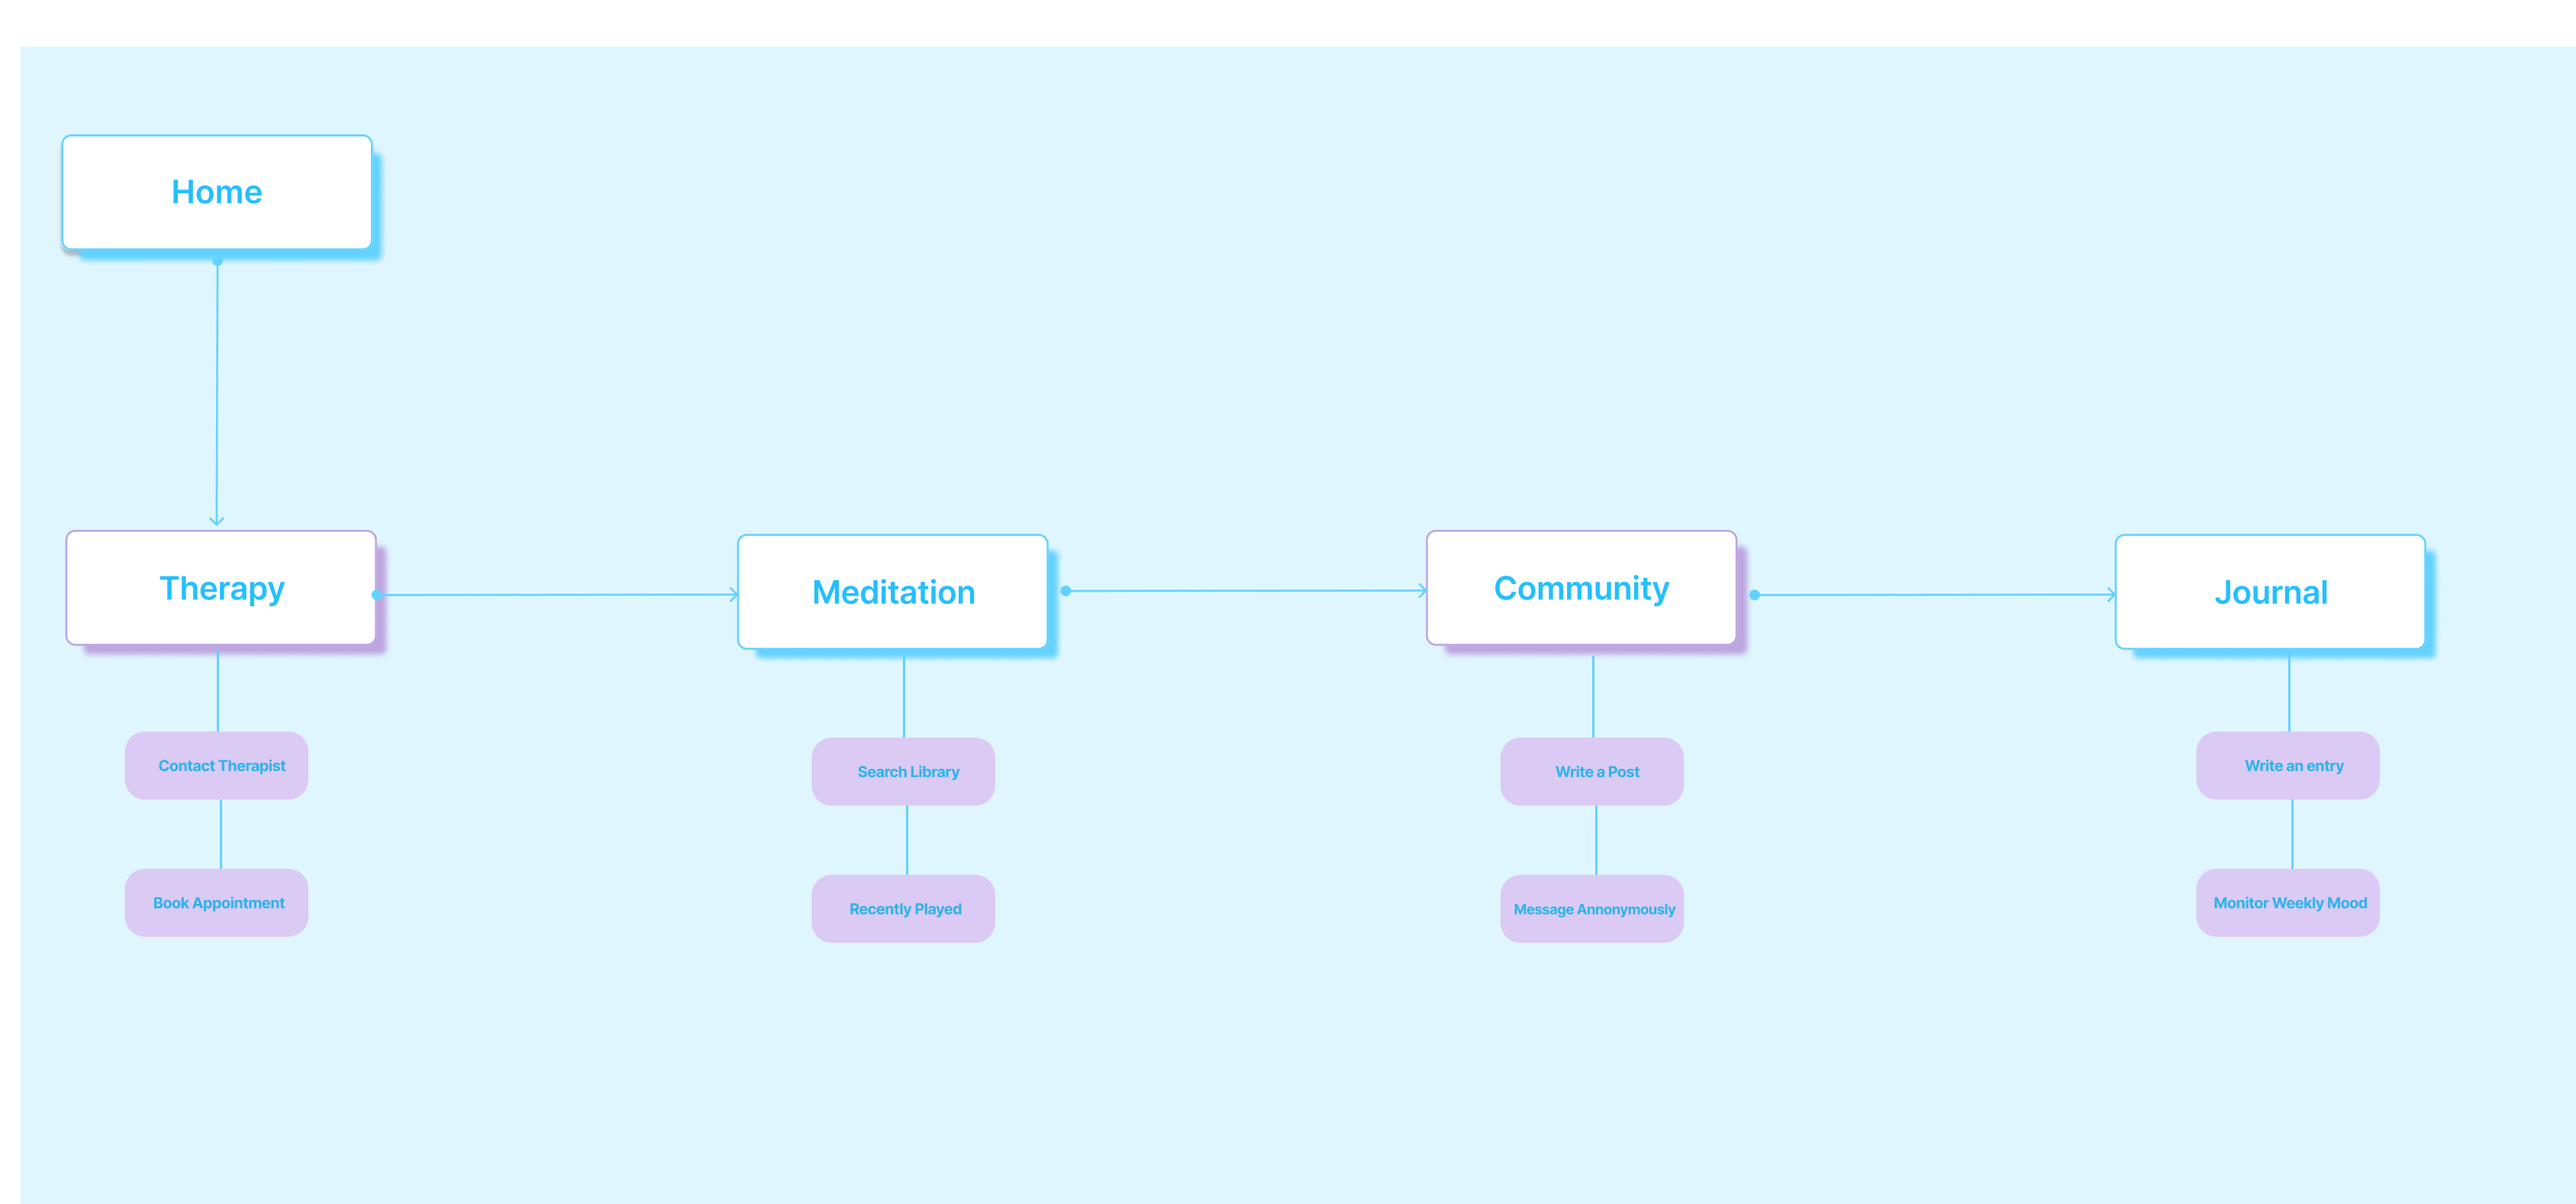 Home
Therapy
Meditation
Community
Journal
Contact Therapist
Search Library
Write a Post
Write an entry
Book Appointment
Recently Played
Message Annonymously
Monitor Weekly Mood